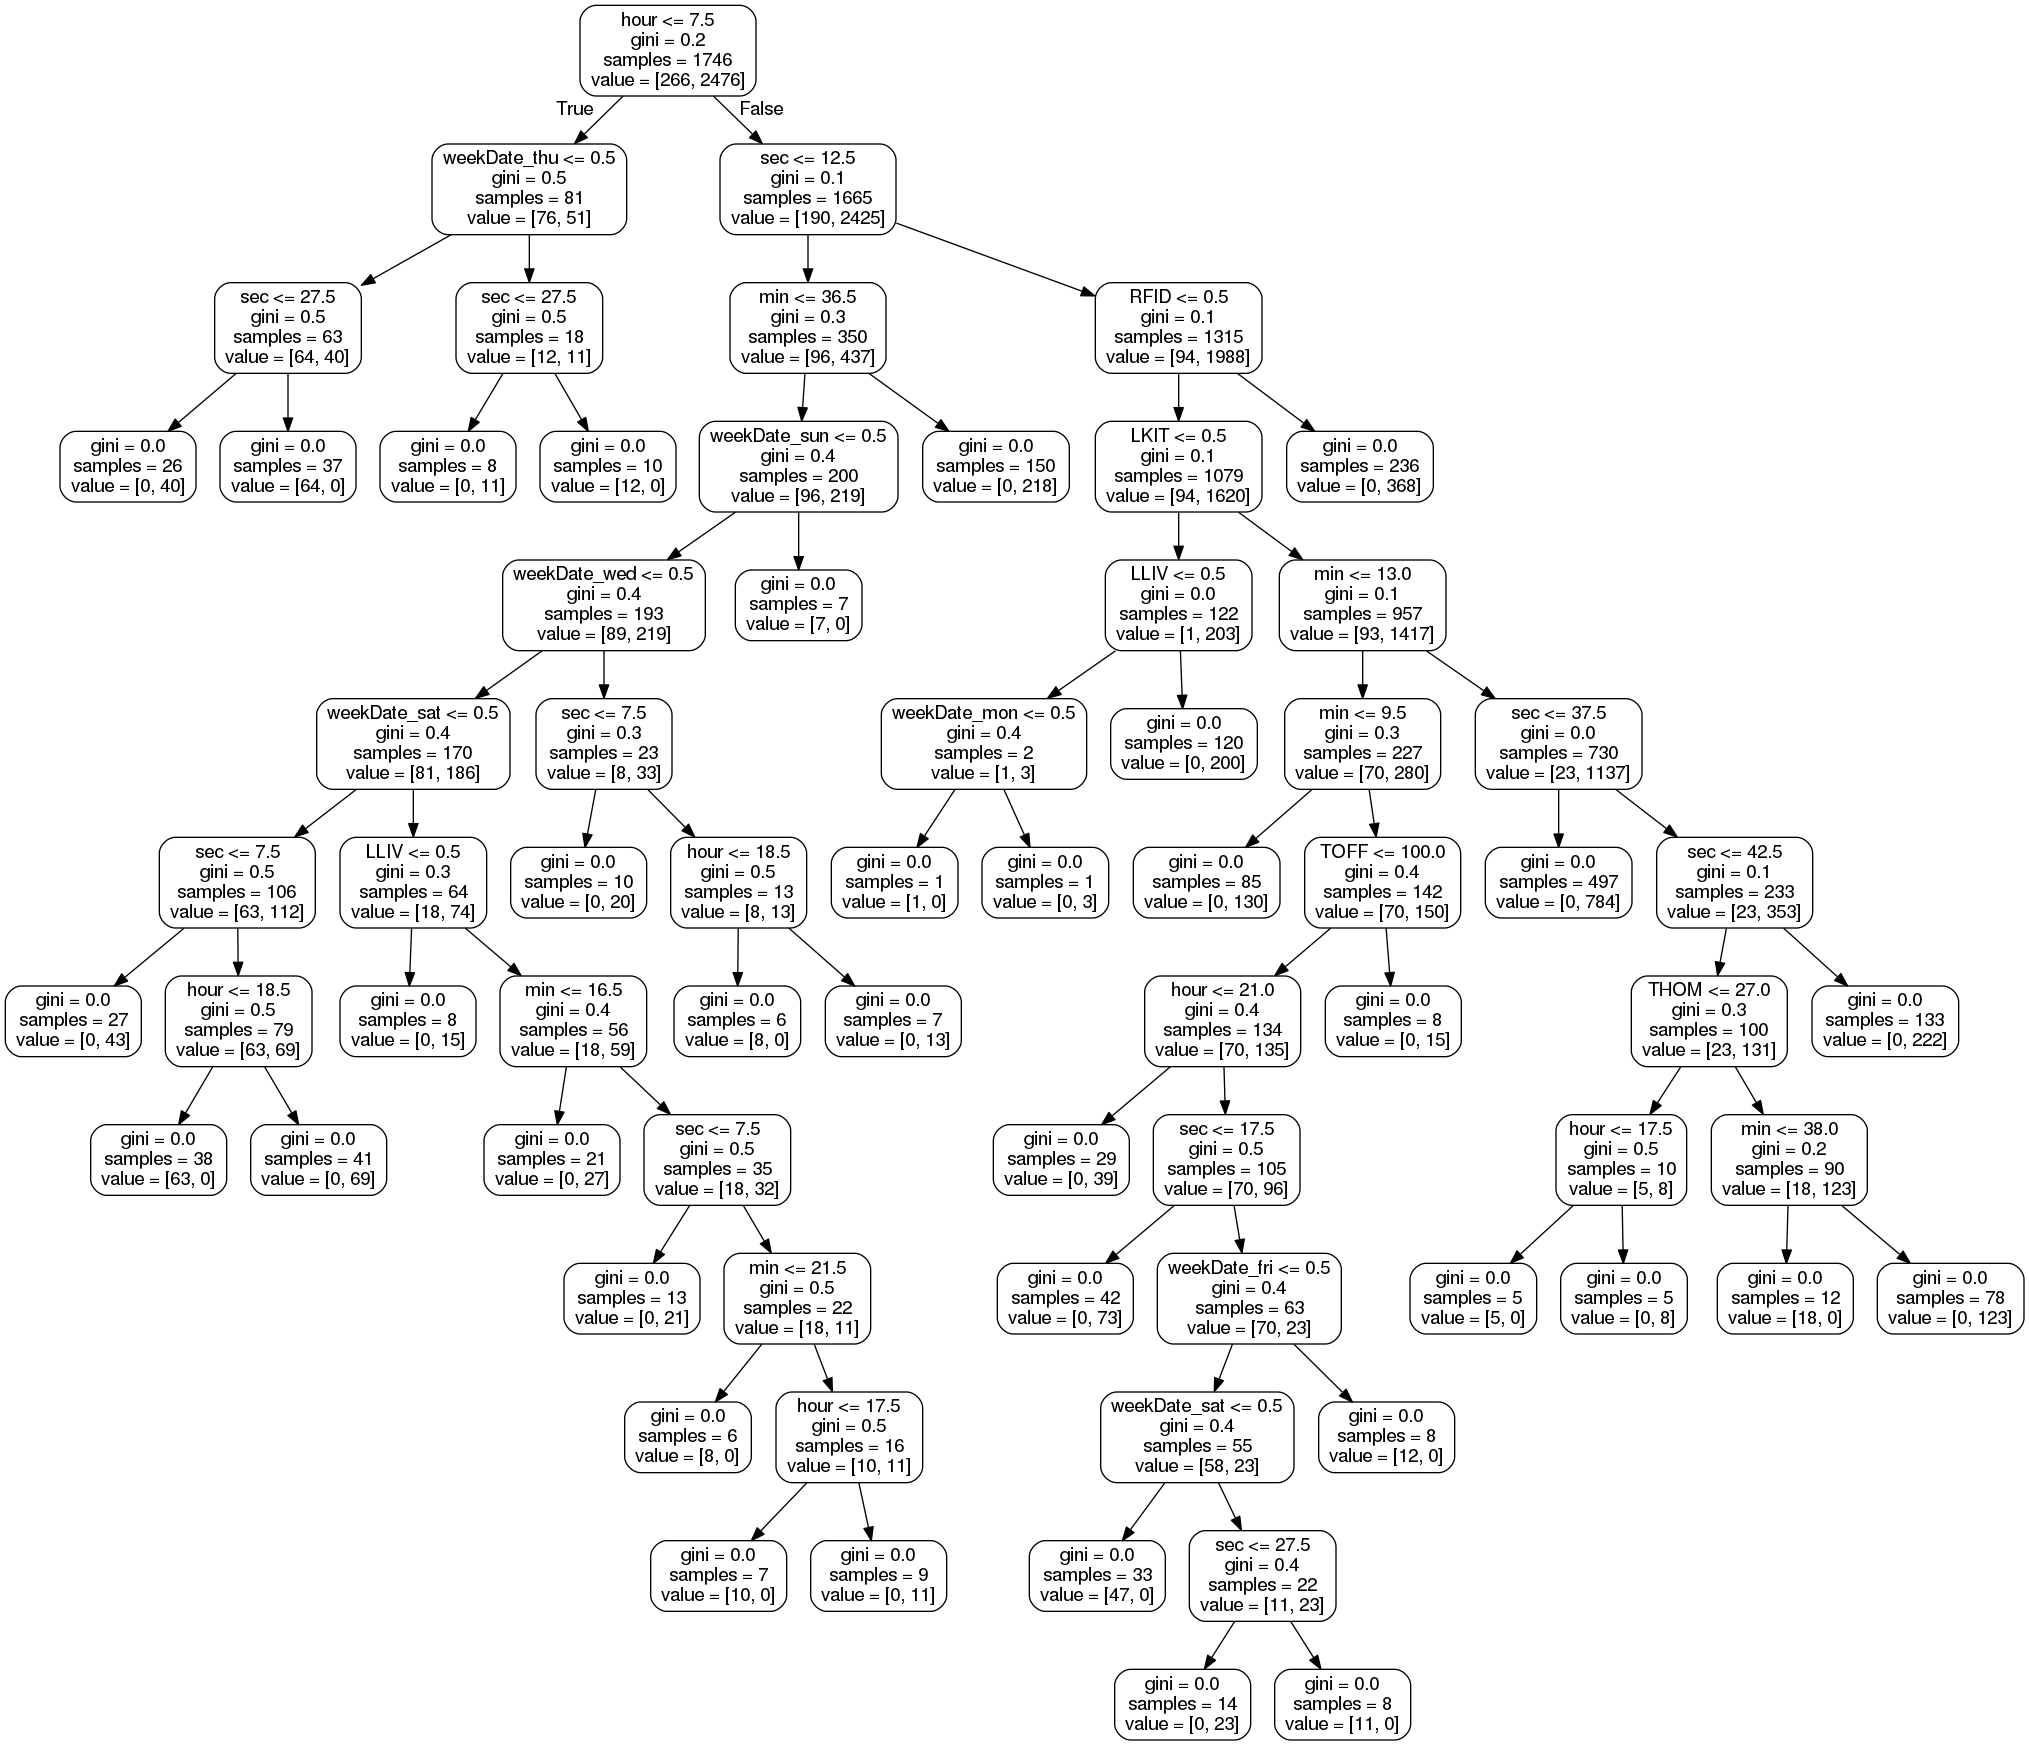 hour <= 7.5
gini = 0.2
samples = 1746
value = [266, 2476]
True
False
weekDate_thu <= 0.5
gini = 0.5
samples = 81
value = [76, 51]
sec <= 12.5
gini = 0.1
samples = 1665
value = [190, 2425]
sec <= 27.5
gini = 0.5
samples = 63
value = [64, 40]
sec <= 27.5
gini = 0.5
samples = 18
value = [12, 11]
min <= 36.5
gini = 0.3
samples = 350
value = [96, 437]
RFID <= 0.5
gini = 0.1
samples = 1315
value = [94, 1988]
gini = 0.0
samples = 26
value = [0, 40]
gini = 0.0
samples = 37
value = [64, 0]
gini = 0.0
samples = 8
value = [0, 11]
gini = 0.0
samples = 10
value = [12, 0]
weekDate_sun <= 0.5
gini = 0.4
samples = 200
value = [96, 219]
gini = 0.0
samples = 150
value = [0, 218]
LKIT <= 0.5
gini = 0.1
samples = 1079
value = [94, 1620]
gini = 0.0
samples = 236
value = [0, 368]
weekDate_wed <= 0.5
gini = 0.4
samples = 193
value = [89, 219]
gini = 0.0
samples = 7
value = [7, 0]
LLIV <= 0.5
gini = 0.0
samples = 122
value = [1, 203]
min <= 13.0
gini = 0.1
samples = 957
value = [93, 1417]
weekDate_sat <= 0.5
gini = 0.4
samples = 170
value = [81, 186]
sec <= 7.5
gini = 0.3
samples = 23
value = [8, 33]
weekDate_mon <= 0.5
gini = 0.4
samples = 2
value = [1, 3]
gini = 0.0
samples = 120
value = [0, 200]
min <= 9.5
gini = 0.3
samples = 227
value = [70, 280]
sec <= 37.5
gini = 0.0
samples = 730
value = [23, 1137]
sec <= 7.5
gini = 0.5
samples = 106
value = [63, 112]
LLIV <= 0.5
gini = 0.3
samples = 64
value = [18, 74]
gini = 0.0
samples = 10
value = [0, 20]
hour <= 18.5
gini = 0.5
samples = 13
value = [8, 13]
gini = 0.0
samples = 1
value = [1, 0]
gini = 0.0
samples = 1
value = [0, 3]
gini = 0.0
samples = 85
value = [0, 130]
TOFF <= 100.0
gini = 0.4
samples = 142
value = [70, 150]
gini = 0.0
samples = 497
value = [0, 784]
sec <= 42.5
gini = 0.1
samples = 233
value = [23, 353]
gini = 0.0
samples = 27
value = [0, 43]
hour <= 18.5
gini = 0.5
samples = 79
value = [63, 69]
gini = 0.0
samples = 8
value = [0, 15]
min <= 16.5
gini = 0.4
samples = 56
value = [18, 59]
gini = 0.0
samples = 6
value = [8, 0]
gini = 0.0
samples = 7
value = [0, 13]
hour <= 21.0
gini = 0.4
samples = 134
value = [70, 135]
gini = 0.0
samples = 8
value = [0, 15]
THOM <= 27.0
gini = 0.3
samples = 100
value = [23, 131]
gini = 0.0
samples = 133
value = [0, 222]
gini = 0.0
samples = 38
value = [63, 0]
gini = 0.0
samples = 41
value = [0, 69]
gini = 0.0
samples = 21
value = [0, 27]
sec <= 7.5
gini = 0.5
samples = 35
value = [18, 32]
gini = 0.0
samples = 29
value = [0, 39]
sec <= 17.5
gini = 0.5
samples = 105
value = [70, 96]
hour <= 17.5
gini = 0.5
samples = 10
value = [5, 8]
min <= 38.0
gini = 0.2
samples = 90
value = [18, 123]
gini = 0.0
samples = 13
value = [0, 21]
min <= 21.5
gini = 0.5
samples = 22
value = [18, 11]
gini = 0.0
samples = 42
value = [0, 73]
weekDate_fri <= 0.5
gini = 0.4
samples = 63
value = [70, 23]
gini = 0.0
samples = 5
value = [5, 0]
gini = 0.0
samples = 5
value = [0, 8]
gini = 0.0
samples = 12
value = [18, 0]
gini = 0.0
samples = 78
value = [0, 123]
gini = 0.0
samples = 6
value = [8, 0]
hour <= 17.5
gini = 0.5
samples = 16
value = [10, 11]
weekDate_sat <= 0.5
gini = 0.4
samples = 55
value = [58, 23]
gini = 0.0
samples = 8
value = [12, 0]
gini = 0.0
samples = 7
value = [10, 0]
gini = 0.0
samples = 9
value = [0, 11]
gini = 0.0
samples = 33
value = [47, 0]
sec <= 27.5
gini = 0.4
samples = 22
value = [11, 23]
gini = 0.0
samples = 14
value = [0, 23]
gini = 0.0
samples = 8
value = [11, 0]